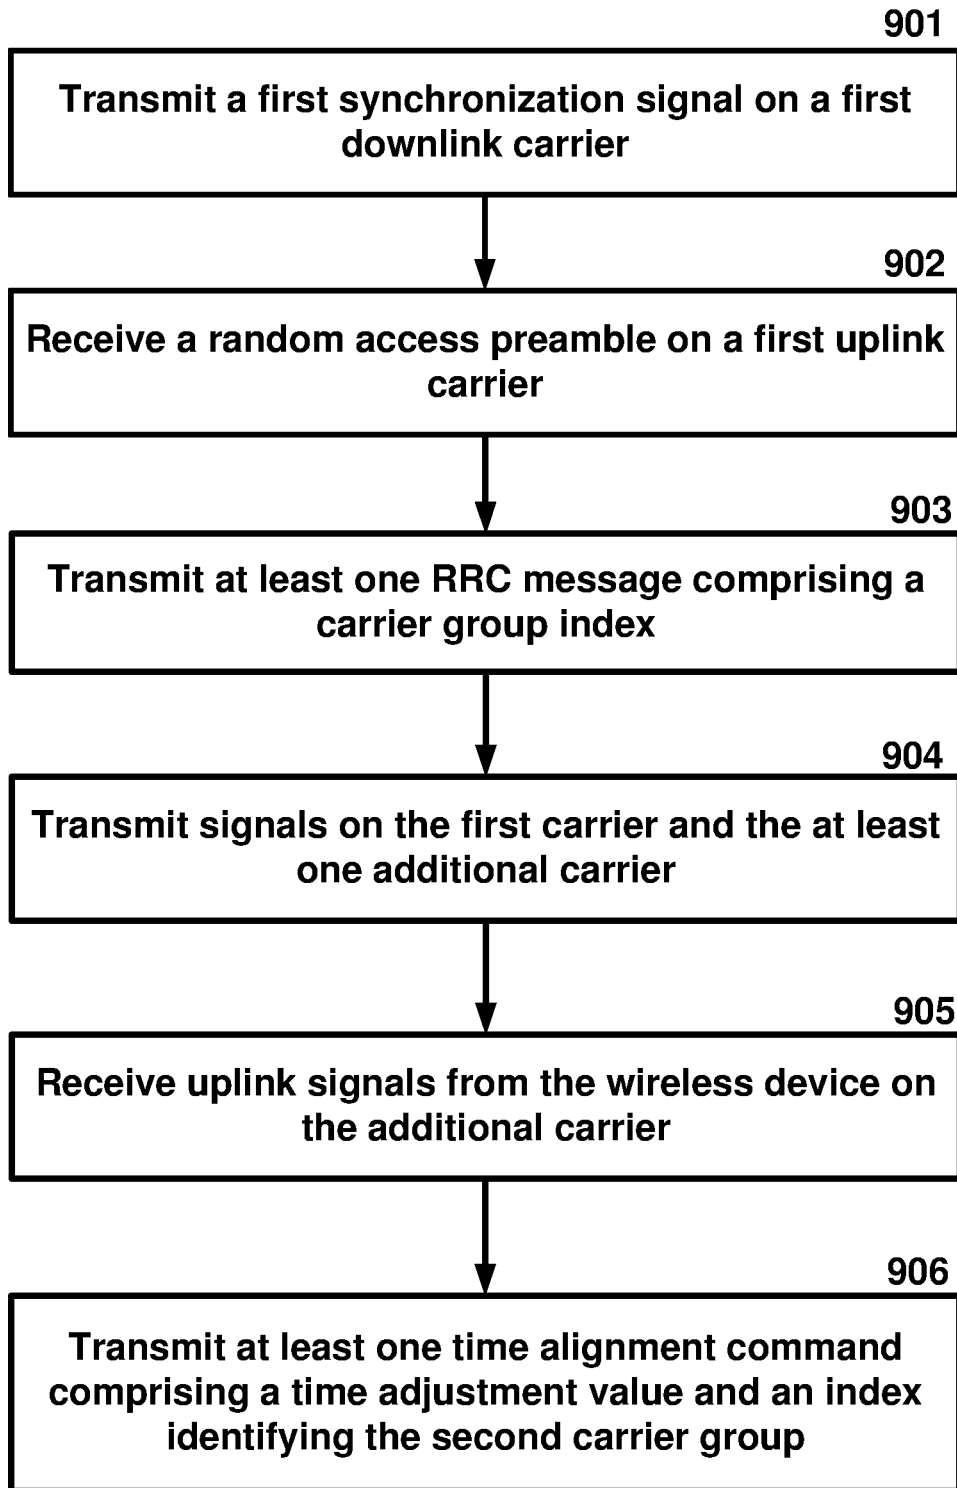 901
Transmit a first synchronization signal on a first
downlink carrier
902
Receive a random access preamble on a first uplink
carrier
903
Transmit at least one RRC message comprising a
carrier group index
904
Transmit signals on the first carrier and the at least
one additional carrier
905
Receive uplink signals from the wireless device on
the additional carrier
906
Transmit at least one time alignment command
comprising a time adjustment value and an index
identifying the second carrier group